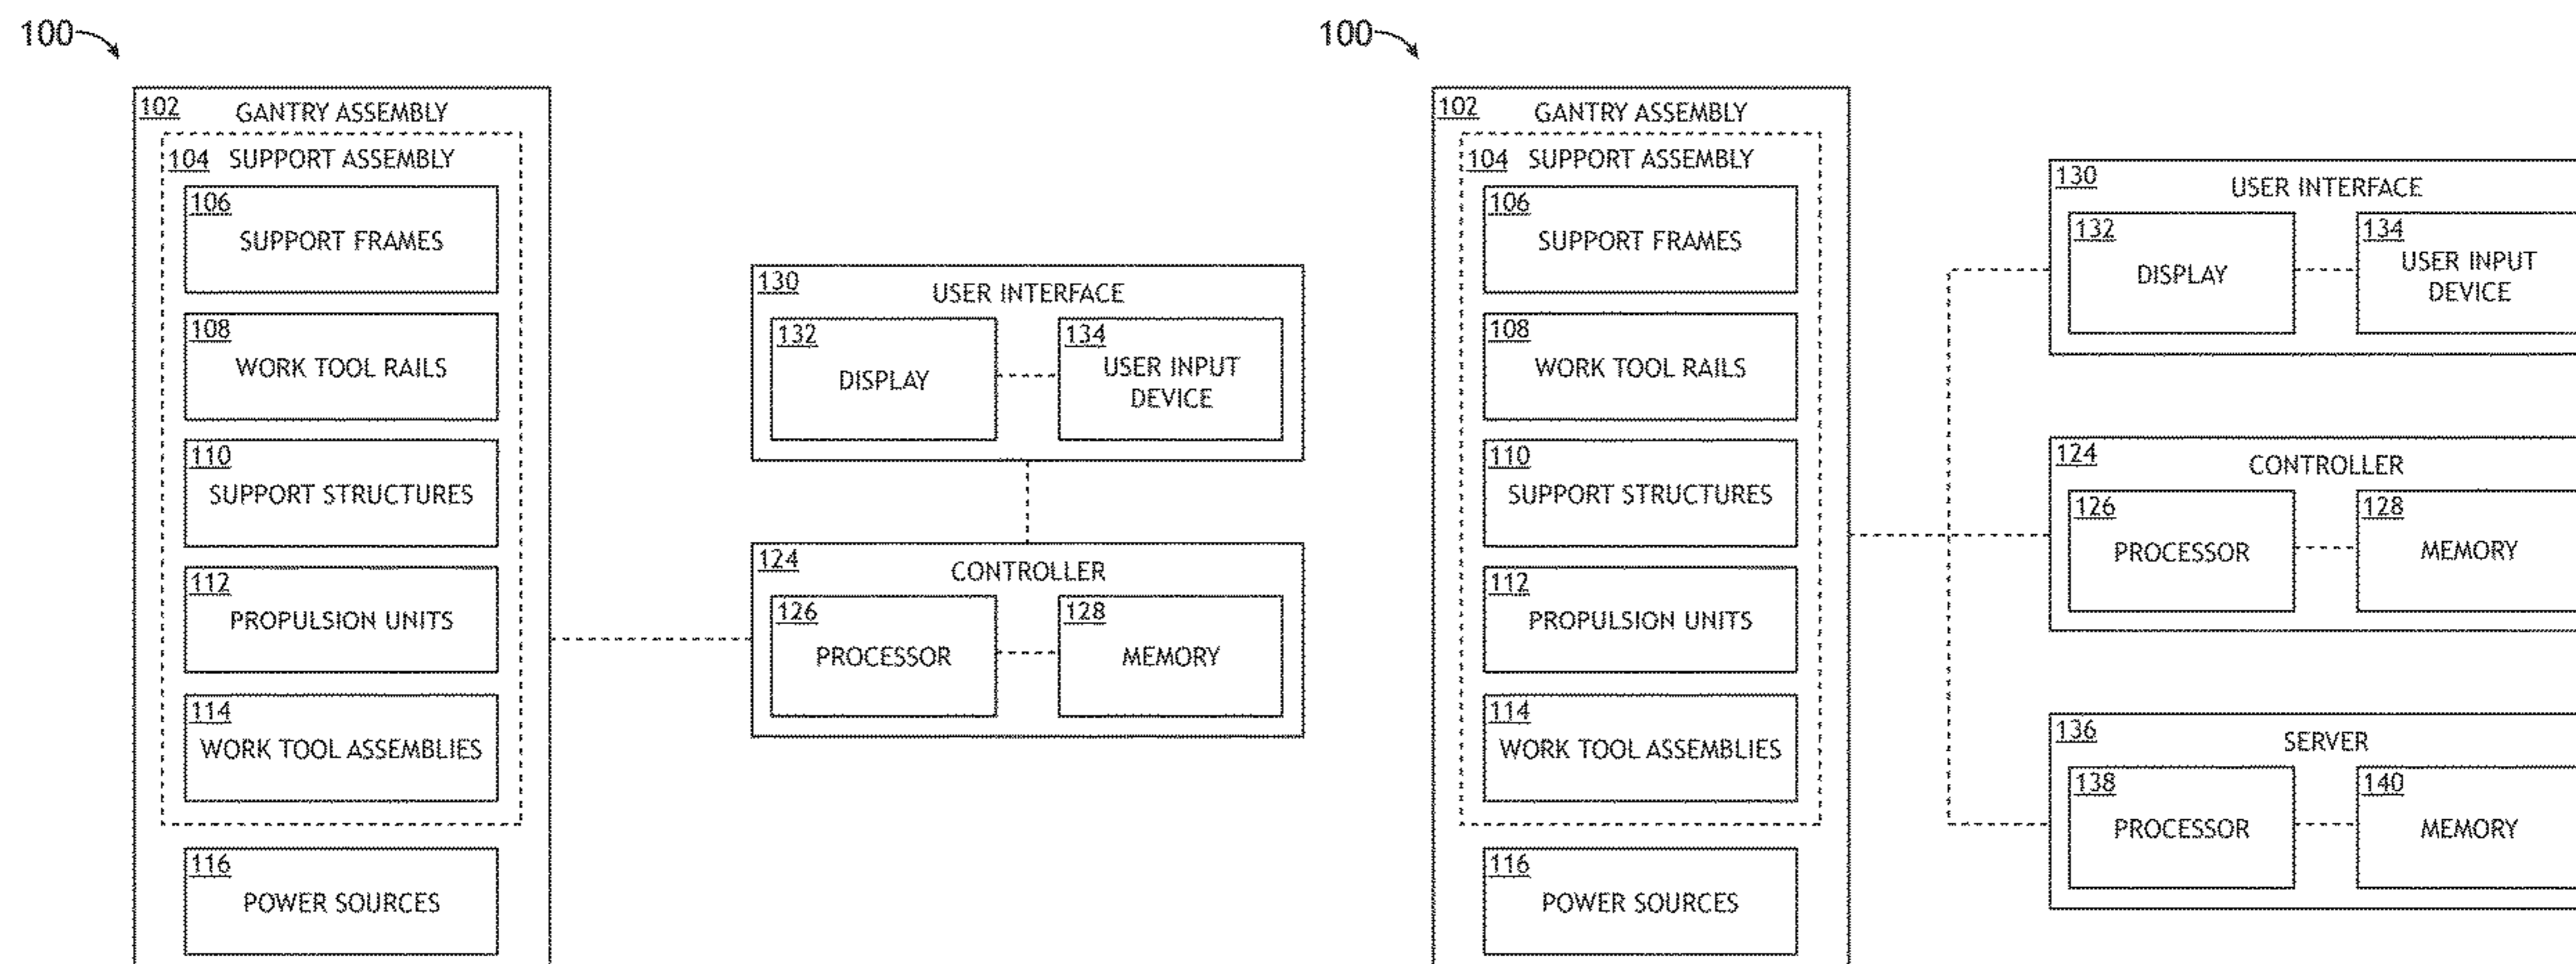 100
102 GANTRY ASSEMBLY
104 SUPPORT ASSEMBLY
106
SUPPORT FRAMES
108
WORK TOOL RAILS
110
SUPPORT STRUCTURES
112
PROPULSION UNITS
114
WORK TOOL ASSEMBLIES
116
POWER SOURCES
130
USER INTERFACE
132
DISPLAY
134
USER INPUT
DEVICE
124
CONTROLLER
126
PROCESSOR
128
MEMORY
100
102 GANTRY ASSEMBLY
104 SUPPORT ASSEMBLY
106
SUPPORT FRAMES
108
WORK TOOL RAILS
110
SUPPORT STRUCTURES
112
PROPULSION UNITS
114
WORK TOOL ASSEMBLIES
116
POWER SOURCES
130
USER INTERFACE
132
DISPLAY
134
USER INPUT
DEVICE
124
CONTROLLER
126
PROCESSOR
128
MEMORY
136
SERVER
138
PROCESSOR
140
MEMORY